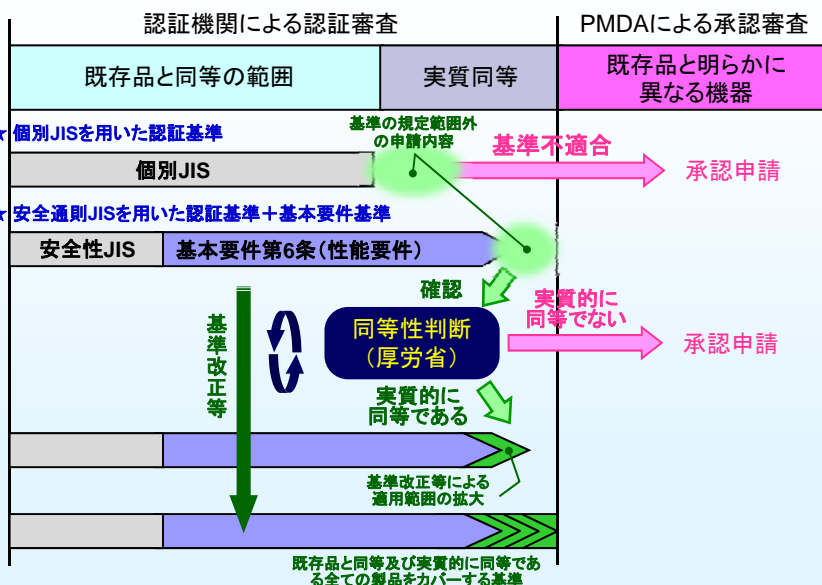 認証機関による認証審査
PMDAによる承認審査
既存品と同等の範囲
実質同等
既存品と明らかに
異なる機器
★ 個別JISを用いた認証基準
基準の規定範囲外
の申請内容
個別JIS
基準不適合
承認申請
★ 安全通則JISを用いた認証基準＋基本要件基準
安全性JIS
基本要件第6条（性能要件）
確認
実質的に
同等でない
基準改正等
同等性判断
（厚労省）
承認申請
実質的に
同等である
基準改正等による
適用範囲の拡大
既存品と同等及び実質的に同等であ
る全ての製品をカバーする基準